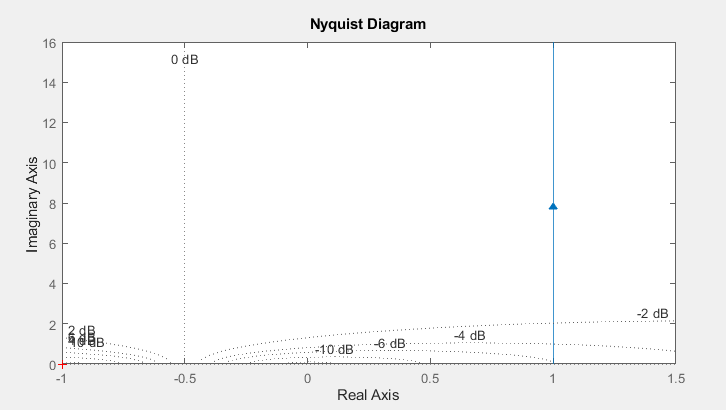 Nyquist Diagram
16
0 dB
14
12
10
8
6
4
2
0
Imaginary Axis
-2 dB
2 dB
-4 dB
-6 dB
10 dB
-10 dB
-1
-0.5
0
0.5
1
1.5
Real Axis